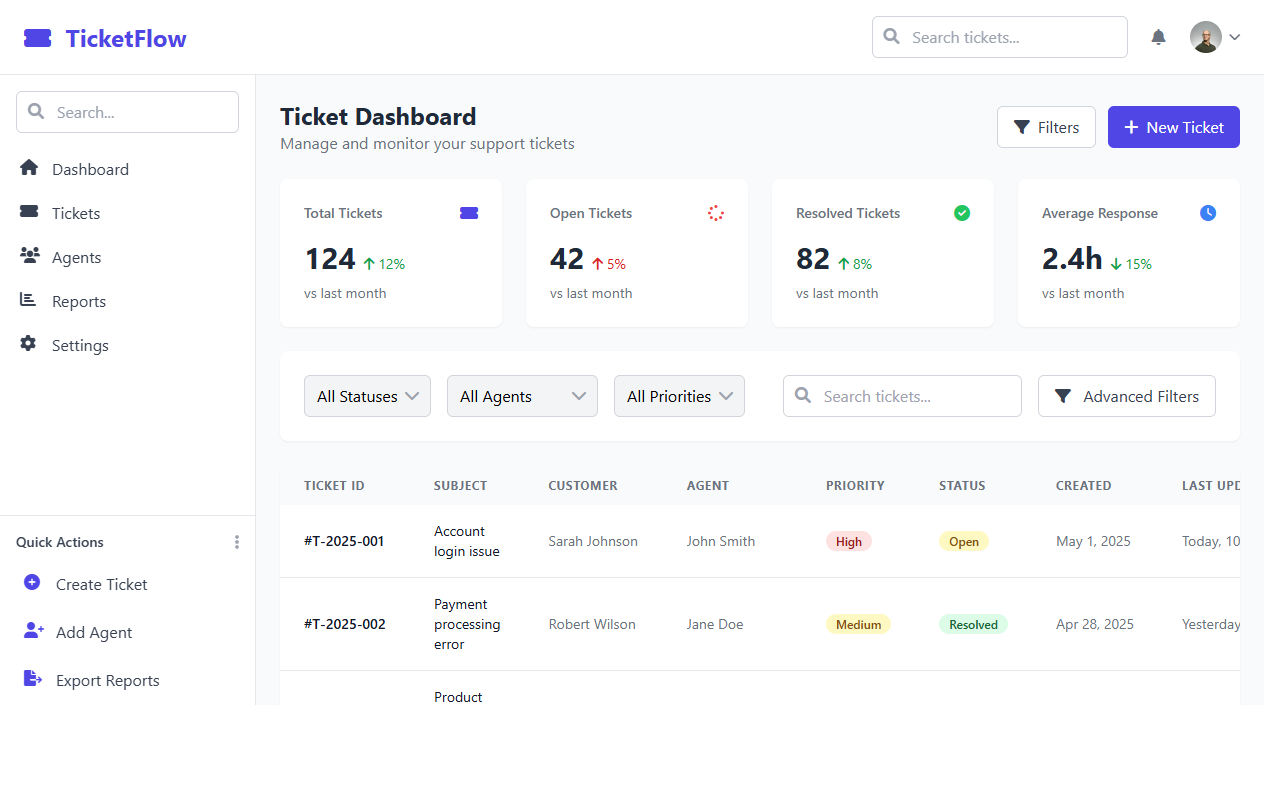 TicketFlow
Search tickets...
Search...
Dashboard
Tickets
Agents
Reports
Settings
Quick Actions
Create Ticket
Add Agent
Export Reports
Ticket Dashboard
Manage and monitor your support tickets
Filters
New Ticket
Total Tickets
124 12%
vs last month
Open Tickets
42 5%
vs last month
Resolved Tickets
82 8%
vs last month
Average Response
2.4h 15%
vs last month
All Statuses
All Agents
All Priorities
Search tickets...
Advanced Filters
TICKET ID SUBJECT CUSTOMER AGENT PRIORITY STATUS CREATED LAST UPD
#T-2025-001 Account login issue Sarah Johnson John Smith High Open May 1, 2025 Today, 10
#T-2025-002 Payment processing error Robert Wilson Jane Doe Medium Resolved Apr 28, 2025 Yesterday
Product